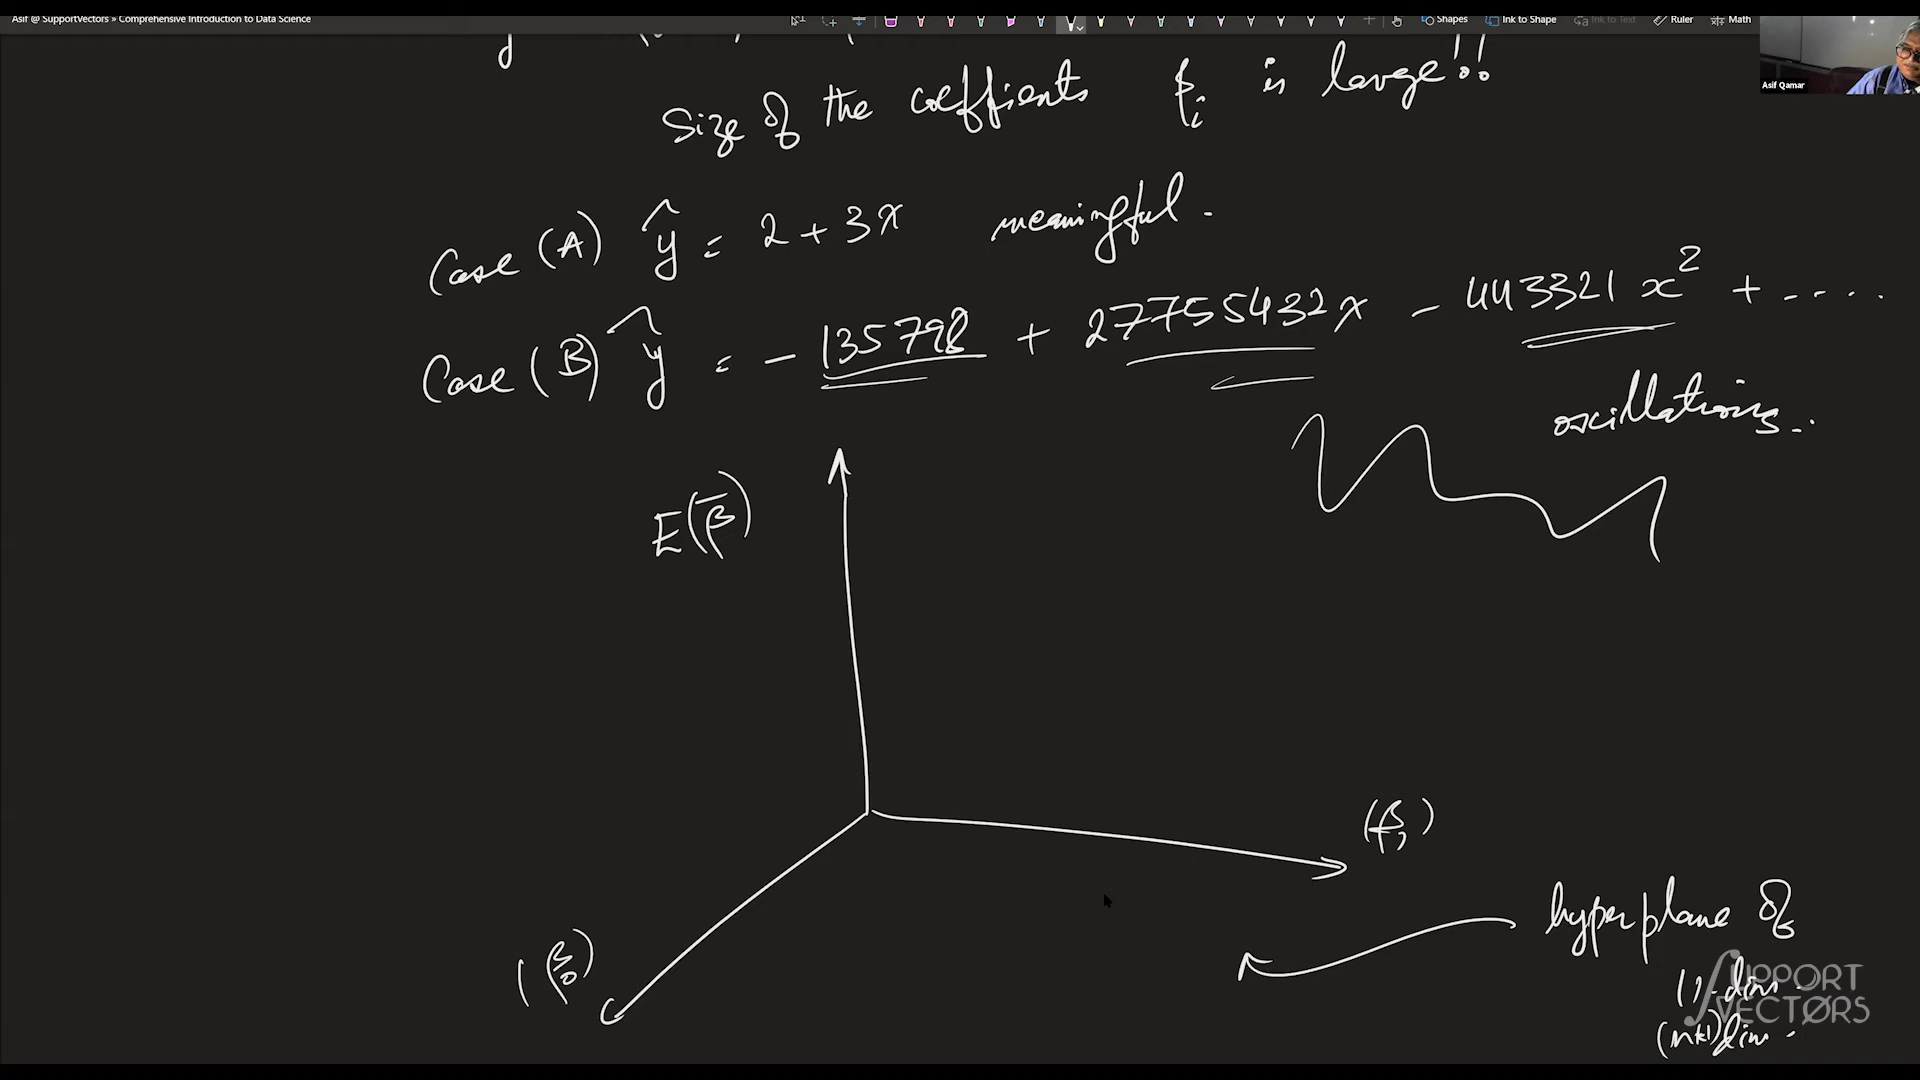 Asif @ SupportVectors » Comprehensive Introduction to Data Science
Shapes Ink to Shape Ink to Text Ruler Math
Asif Qamar
Size of the coeffients βi is large!!
Case (A) ŷ = 2 + 3x meaningful.
Case (B) ŷ = - 135798 + 27755432x - 443321 x² + .....
oscillations...
E(β̅)
(β1)
(β0)
hyperplane of
( )-dim.
(n+1)dim.
SUPPORT
VECTORS